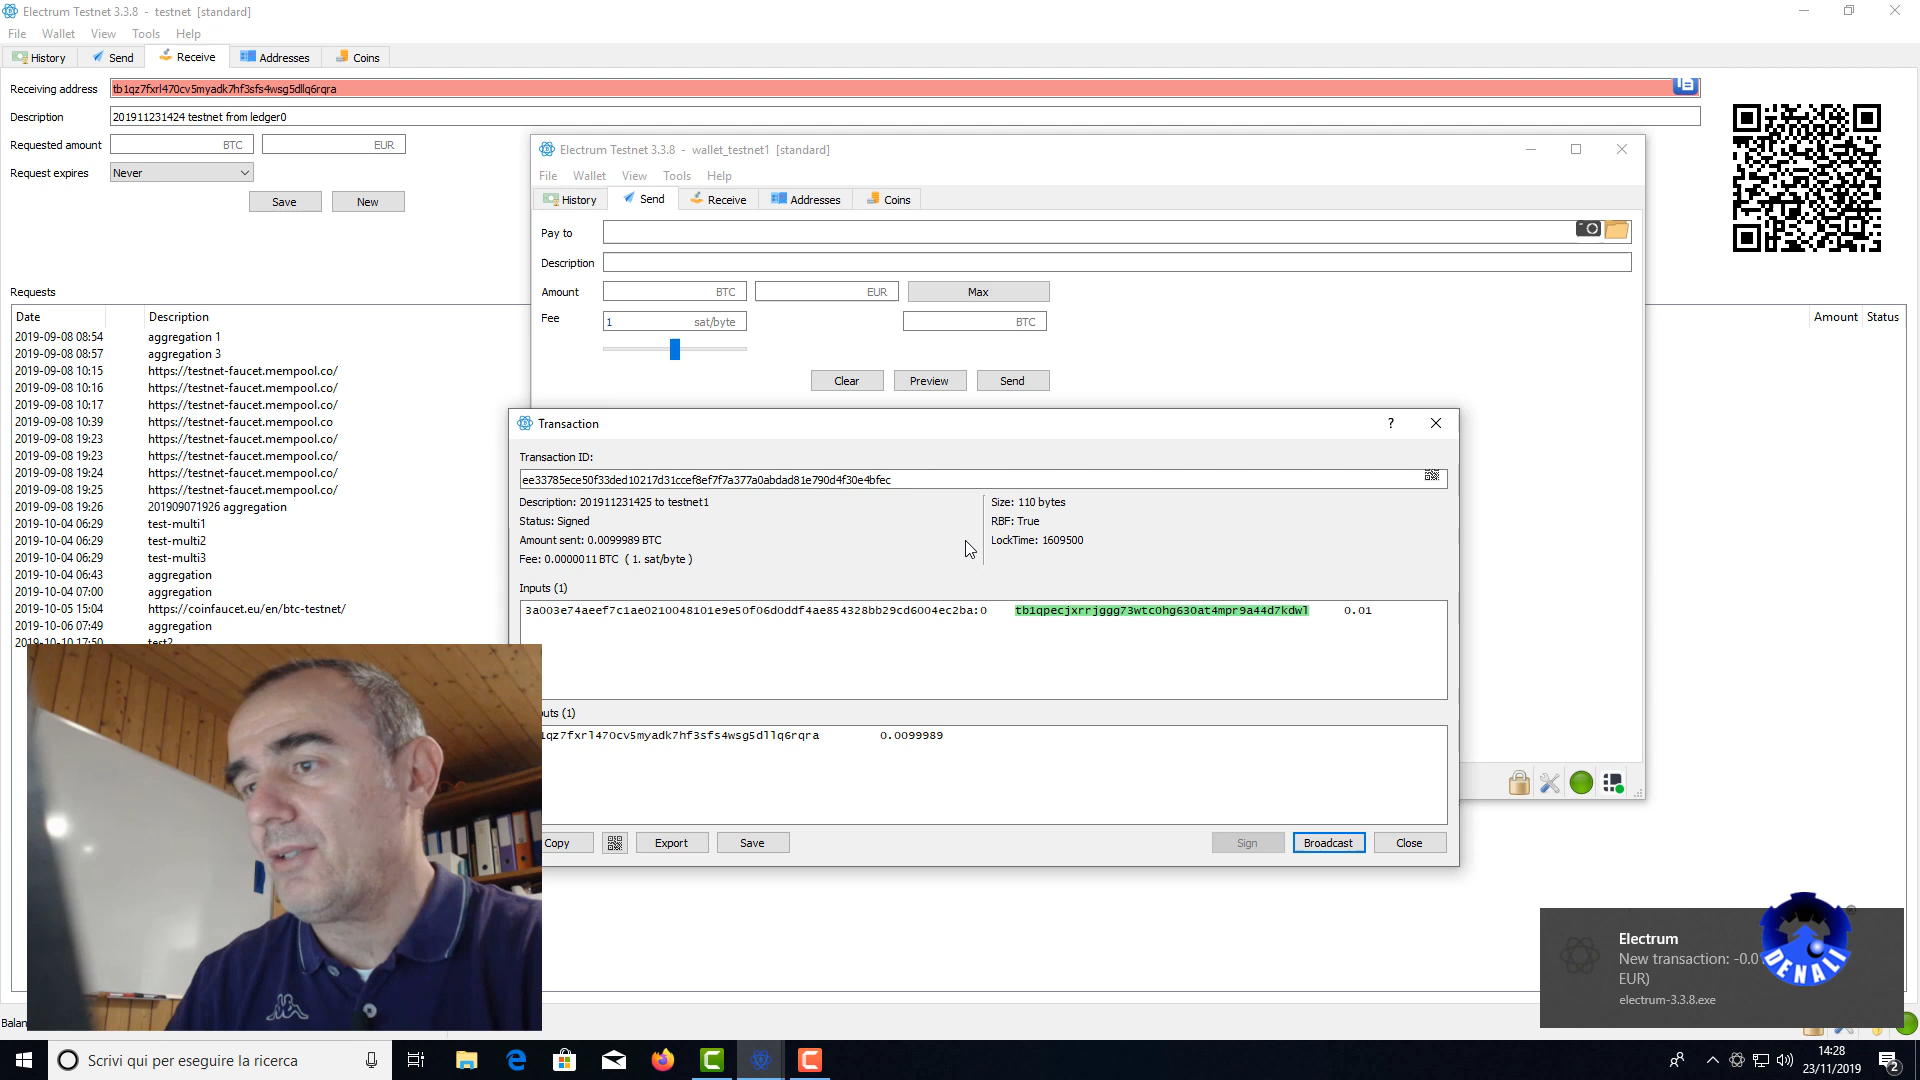 Electrum Testnet 3.3.8 - testnet [standard]
File Wallet View Tools Help
History Send Receive Addresses Coins
Receiving address tb1qz7fxrl470cv5myadk7hf3sfs4wsg5dllq6rqra
Description 201911231424 testnet from ledger0
Requested amount BTC EUR
Request expires Never
Save New
Requests
Date Description Amount Status
2019-09-08 08:54 aggregation 1
2019-09-08 08:57 aggregation 3
2019-09-08 10:15 https://testnet-faucet.mempool.co/
2019-09-08 10:16 https://testnet-faucet.mempool.co/
2019-09-08 10:17 https://testnet-faucet.mempool.co/
2019-09-08 10:39 https://testnet-faucet.mempool.co
2019-09-08 19:23 https://testnet-faucet.mempool.co/
2019-09-08 19:23 https://testnet-faucet.mempool.co/
2019-09-08 19:24 https://testnet-faucet.mempool.co/
2019-09-08 19:25 https://testnet-faucet.mempool.co/
2019-09-08 19:26 201909071926 aggregation
2019-10-04 06:29 test-multi1
2019-10-04 06:29 test-multi2
2019-10-04 06:29 test-multi3
2019-10-04 06:43 aggregation
2019-10-04 07:00 aggregation
2019-10-05 15:04 https://coinfaucet.eu/en/btc-testnet/
2019-10-06 07:49 aggregation
2019-10-10 17:50 test2
Electrum Testnet 3.3.8 - wallet_testnet1 [standard]
File Wallet View Tools Help
History Send Receive Addresses Coins
Pay to
Description
Amount BTC EUR Max
Fee 1 sat/byte BTC
Clear Preview Send
Transaction ?
Transaction ID:
ee33785ece50f33ded10217d31ccef8ef7f7a377a0abdad81e790d4f30e4bfec
Description: 201911231425 to testnet1 Size: 110 bytes
Status: Signed RBF: True
Amount sent: 0.0099989 BTC LockTime: 1609500
Fee: 0.0000011 BTC ( 1. sat/byte )
Inputs (1)
3a003e74aeef7c1ae0210048101e9e50f06d0ddf4ae854328bb29cd6004ec2ba:0 tb1qpecjxrrjggg73wtc0hg630at4mpr9a44d7kdwl 0.01
uts (1)
1qz7fxrl470cv5myadk7hf3sfs4wsg5dllq6rqra 0.0099989
Copy Export Save Sign Broadcast Close
DENALI
Electrum
New transaction: -0.0
EUR)
electrum-3.3.8.exe
Balan
Scrivi qui per eseguire la ricerca
14:28
23/11/2019
2